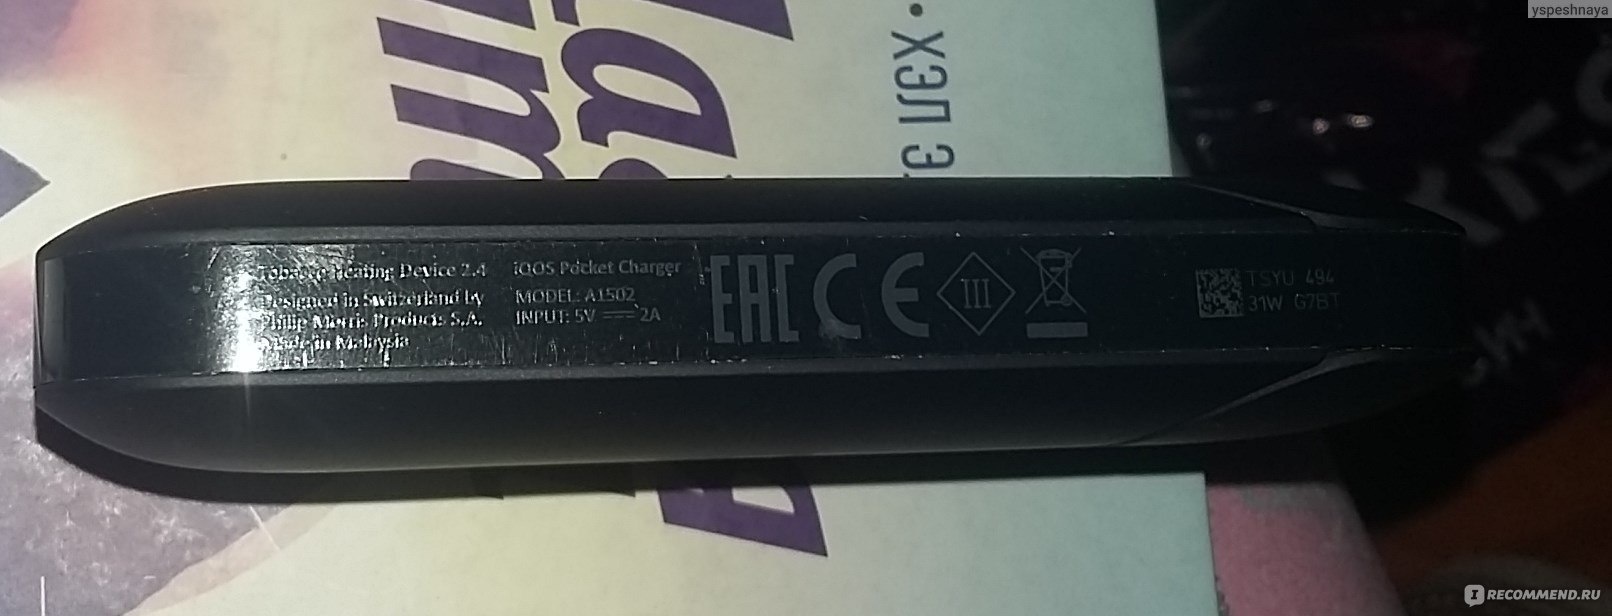 yspeshnaya
Tobacco Heating Device 2.4
Designed in Switzerland by
Philip Morris Products S.A.
Made in Malaysia
iQOS Pocket Charger
MODEL: A1502
INPUT: 5V 2A
EAC CE
III
TSYU 494
31W G7BT
I RECOMMEND.RU